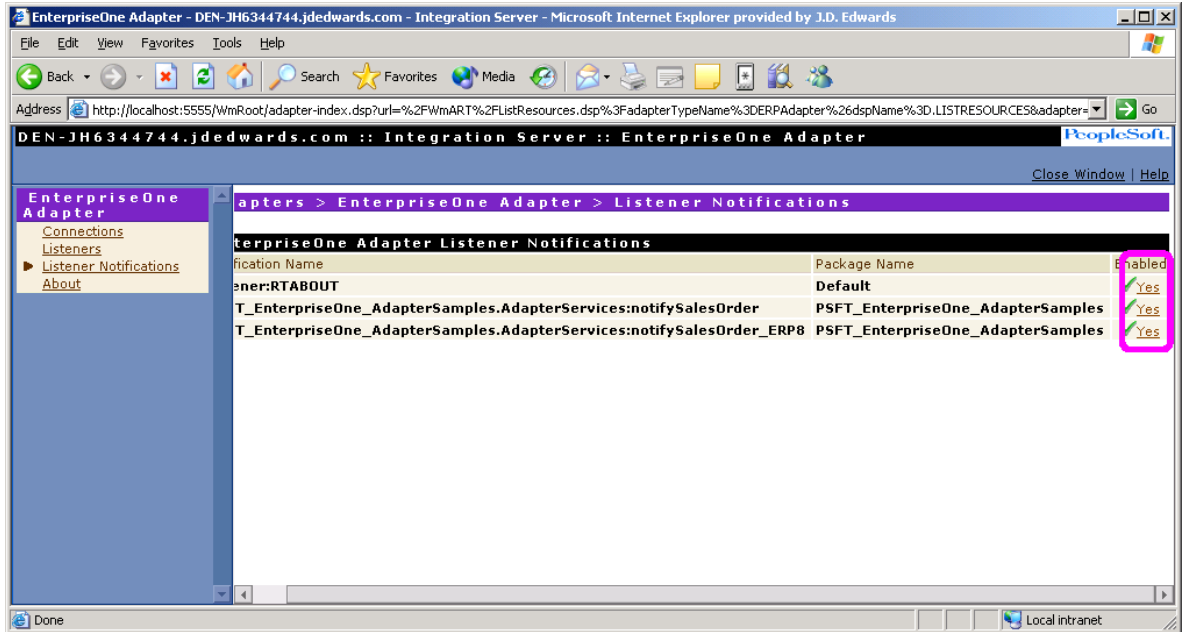 EnterpriseOne Adapter - DEN-JH6344744.jdedwards.com - Integration Server - Microsoft Internet Explorer provided by J.D. Edwards
File Edit View Favorites Tools Help
Back Search Favorites Media
Address http://localhost:5555/WmRoot/adapter-index.dsp?url=%2FWmART%2FListResources.dsp%3FadapterTypeName%3DERPAdapter%26dspName%3D.LISTRESOURCES&adapter= Go
DEN-JH6344744.jdedwards.com :: Integration Server :: EnterpriseOne Adapter PeopleSoft.
Close Window | Help
EnterpriseOne Adapter
Connections
Listeners
Listener Notifications
About
apters > EnterpriseOne Adapter > Listener Notifications
terpriseOne Adapter Listener Notifications
fication Name Package Name Enabled
ener:RTABOUT Default Yes
T_EnterpriseOne_AdapterSamples.AdapterServices:notifySalesOrder PSFT_EnterpriseOne_AdapterSamples Yes
T_EnterpriseOne_AdapterSamples.AdapterServices:notifySalesOrder_ERP8 PSFT_EnterpriseOne_AdapterSamples Yes
Done Local intranet